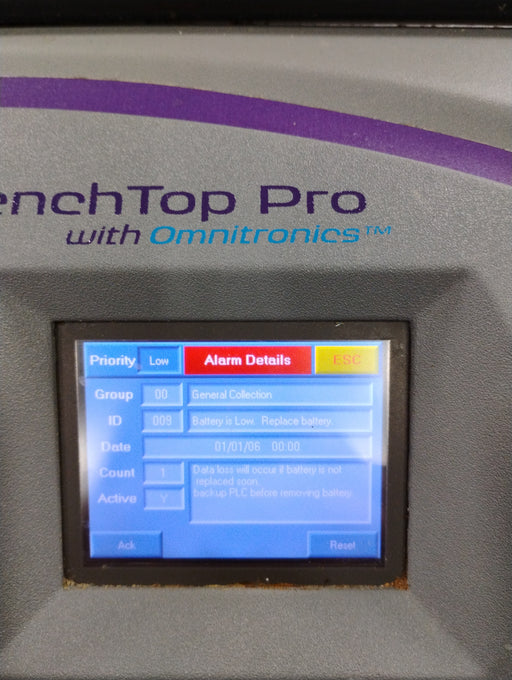 enchTop Pro
with Omnitronics™
Priority Low Alarm Details ESC
Group 00 General Collection
ID 009 Battery is Low. Replace battery.
Date 01/01/06 00:00
Count 1 Data loss will occur if battery is not
replaced soon.
Active Y backup PLC before removing battery.
Ack Reset